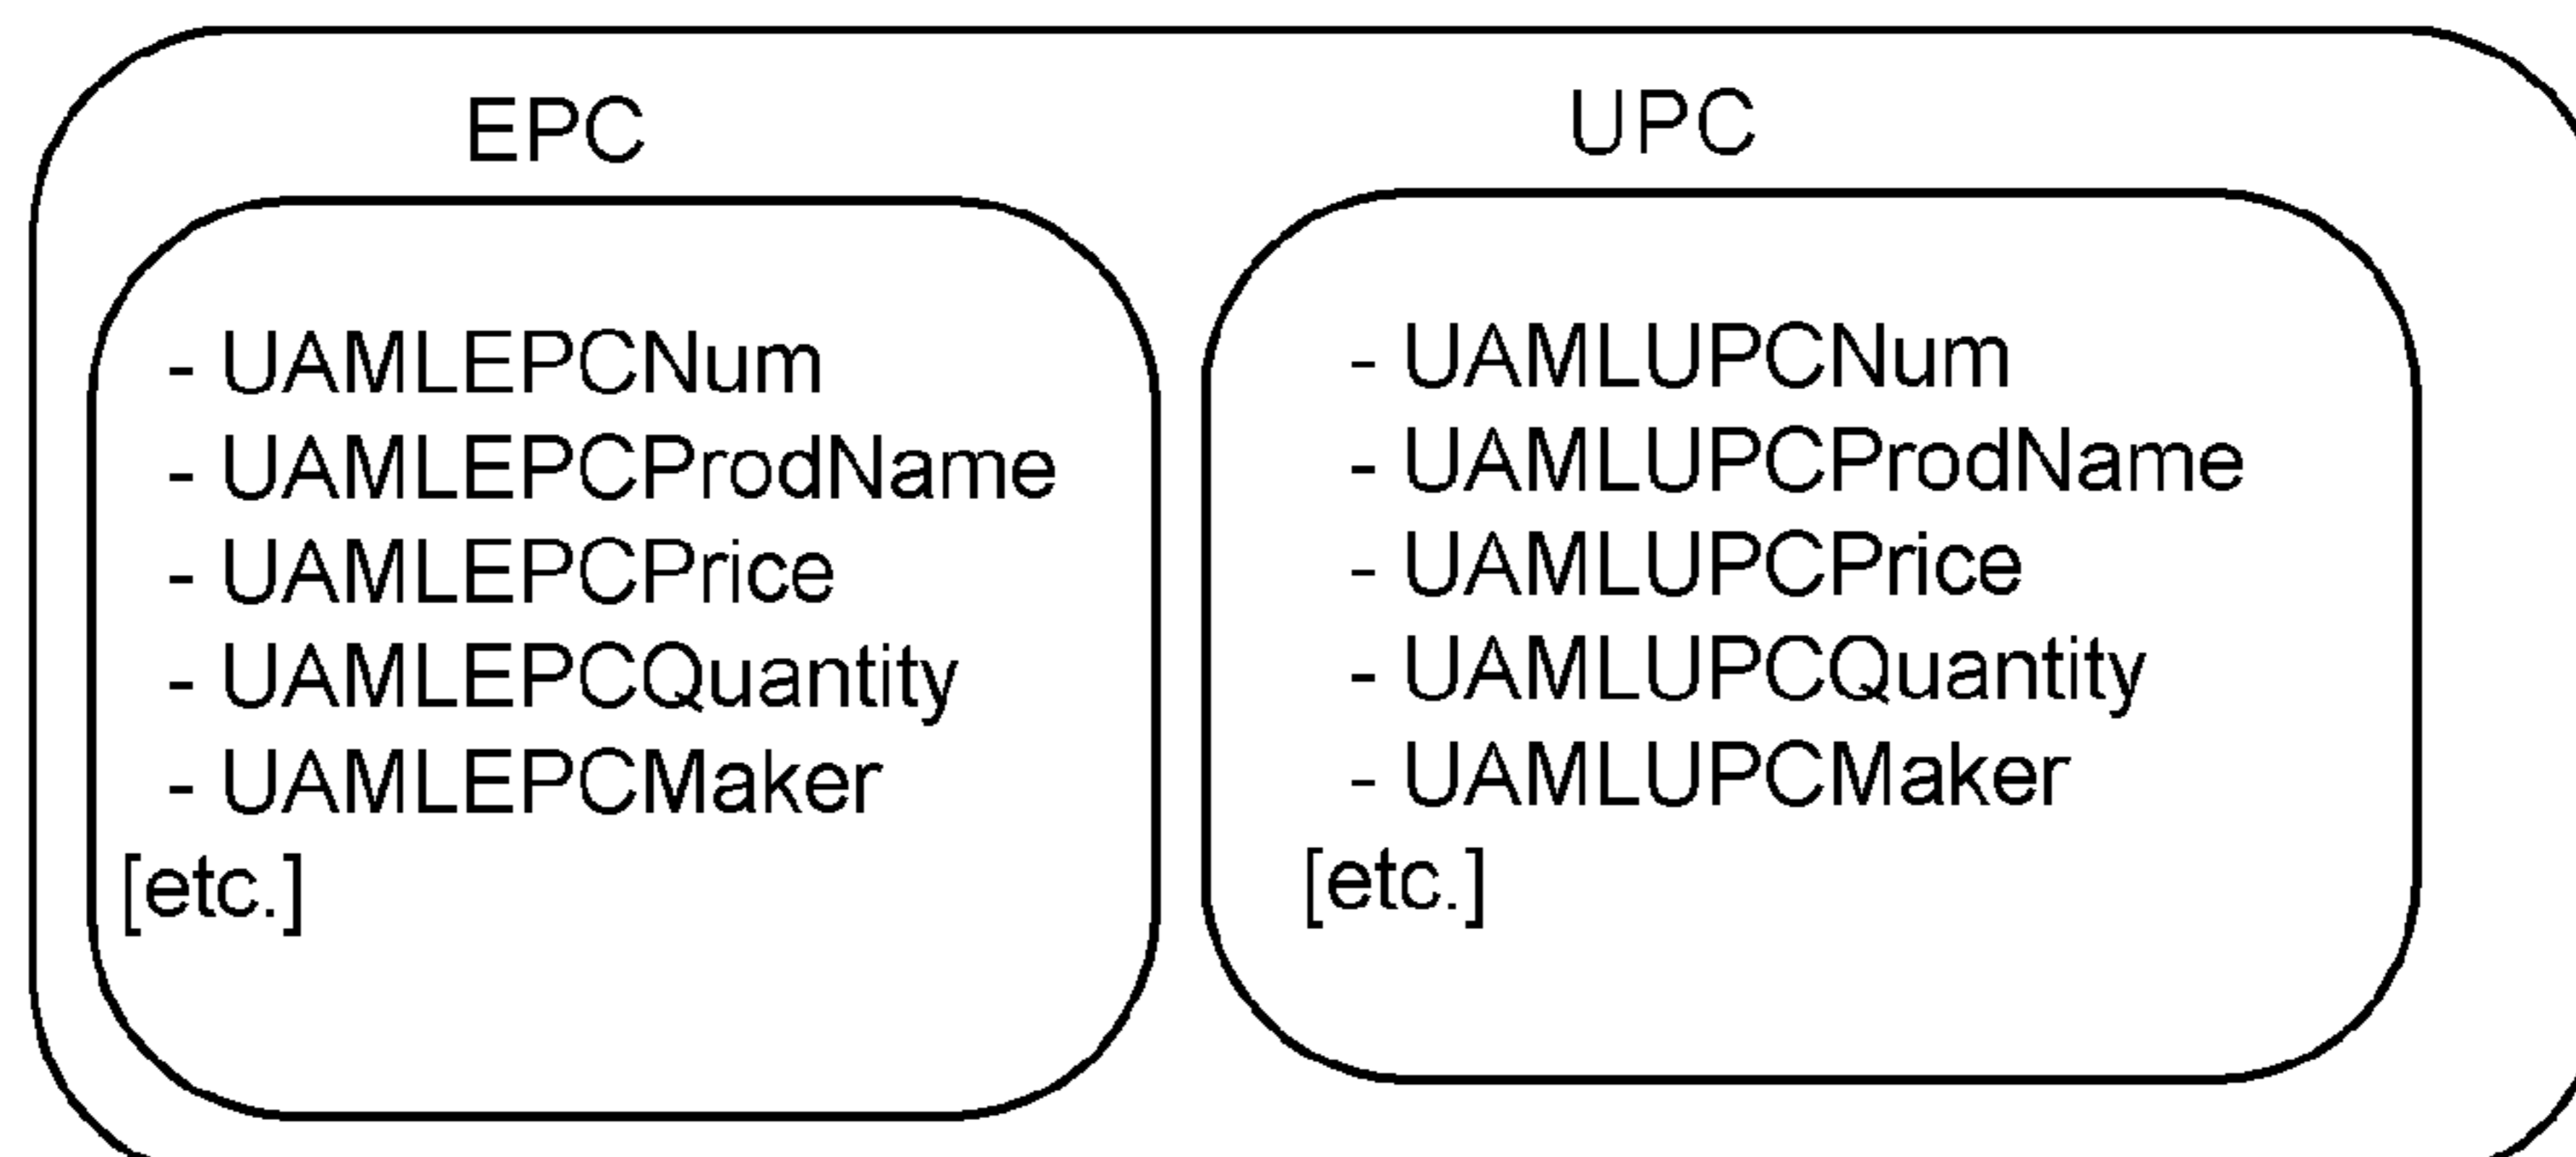 EPC
- UAMLEPCNum
- UAMLEPCProdName
- UAMLEPCPrice
- UAMLEPCQuantity
- UAMLEPCMaker
[etc.]
UPC
- UAMLUPCNum
- UAMLUPCProdName
- UAMLUPCPrice
- UAMLUPCQuantity
- UAMLUPCMaker
[etc.]